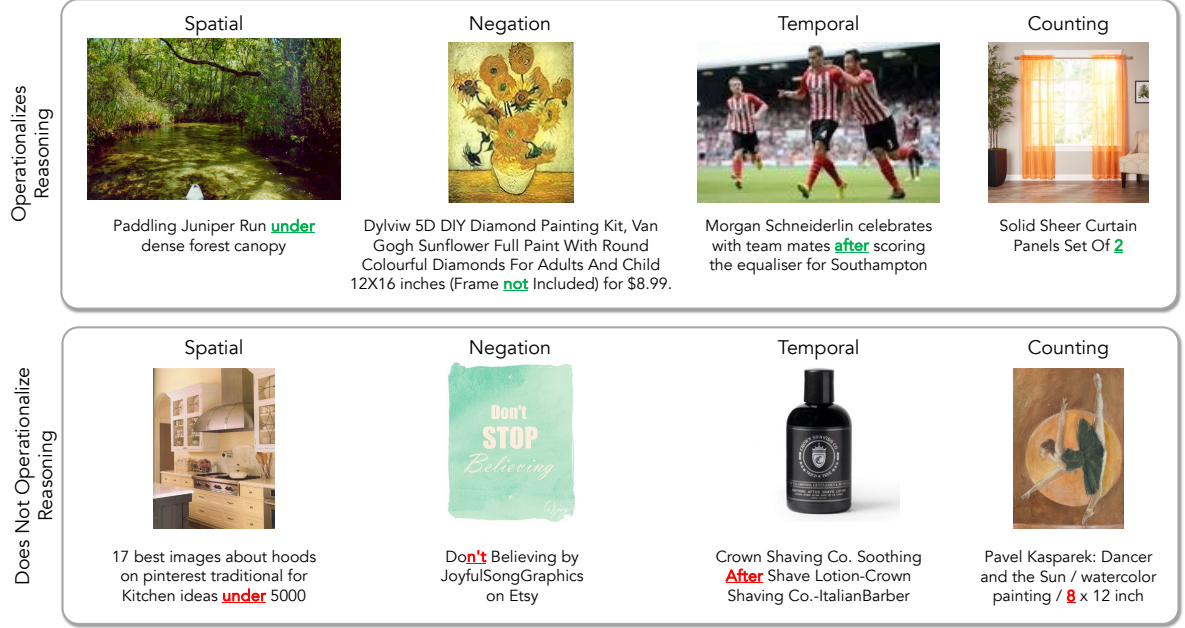 Operationalizes
Reasoning
Spatial
Negation
Temporal
Counting
Paddling Juniper Run under
dense forest canopy
Dylviw 5D DIY Diamond Painting Kit, Van
Gogh Sunflower Full Paint With Round
Colourful Diamonds For Adults And Child
12X16 inches (Frame not Included) for $8.99.
Morgan Schneiderlin celebrates
with team mates after scoring
the equaliser for Southampton
Solid Sheer Curtain
Panels Set Of 2
Does Not Operationalize
Reasoning
Spatial
Negation
Temporal
Counting
Don't
STOP
Believing
CROWN SHAVING CO.
17 best images about hoods
on pinterest traditional for
Kitchen ideas under 5000
Don't Believing by
JoyfulSongGraphics
on Etsy
Crown Shaving Co. Soothing
After Shave Lotion-Crown
Shaving Co.-ItalianBarber
Pavel Kasparek: Dancer
and the Sun / watercolor
painting / 8 x 12 inch